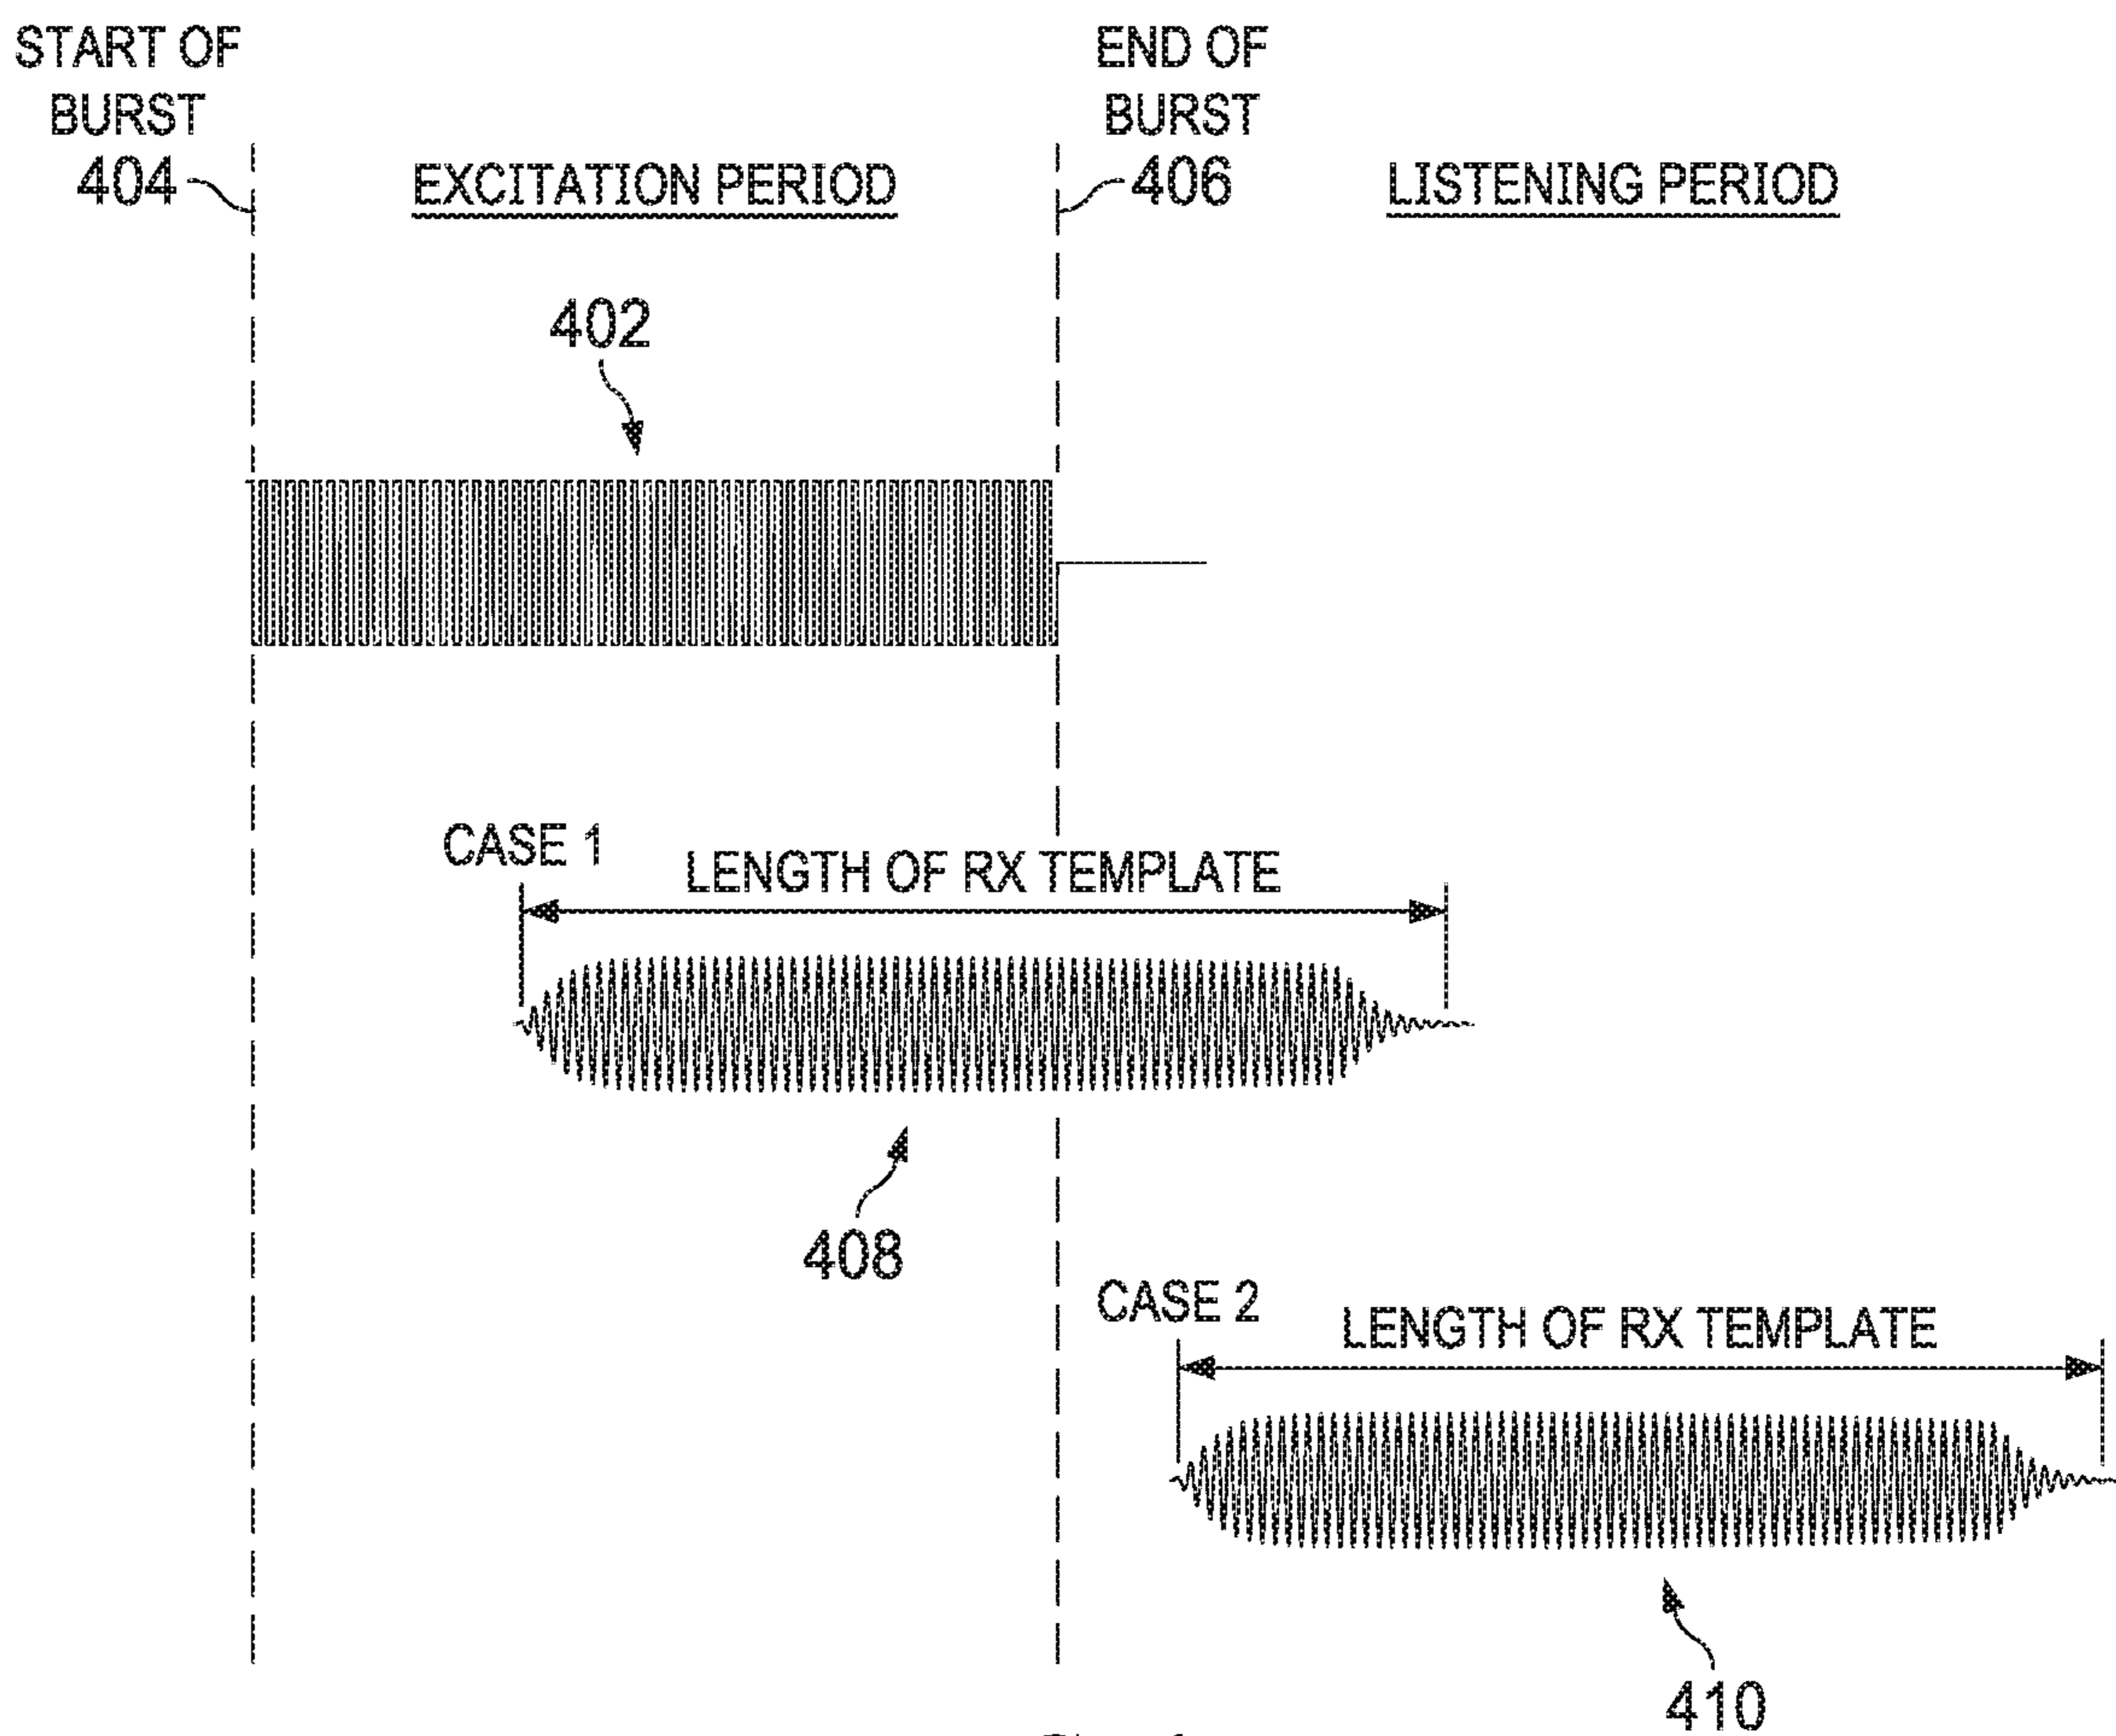 START OF
BURST
404
EXCITATION PERIOD
END OF
BURST
406
LISTENING PERIOD
402
CASE 1
LENGTH OF RX TEMPLATE
408
CASE 2
LENGTH OF RX TEMPLATE
410